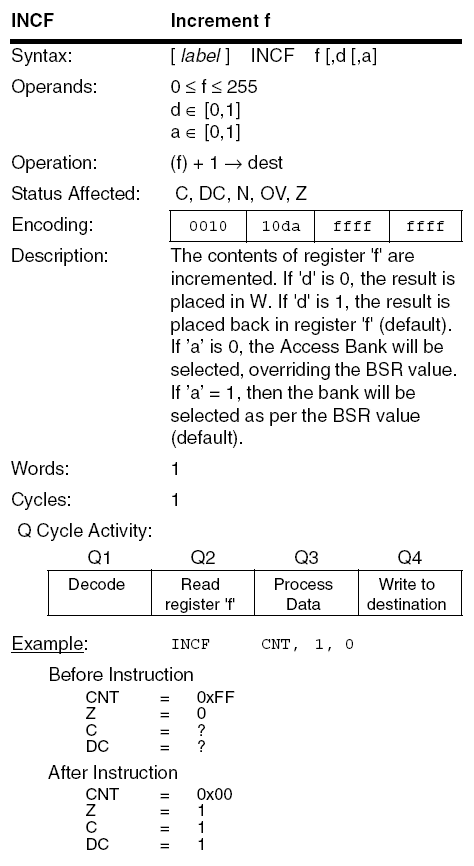 INCF Increment f
Syntax: [ label ] INCF f [,d [,a]
Operands: 0 ≤ f ≤ 255
d ∈ [0,1]
a ∈ [0,1]
Operation: (f) + 1 → dest
Status Affected: C, DC, N, OV, Z
Encoding: 0010 10da ffff ffff
Description: The contents of register 'f' are
incremented. If 'd' is 0, the result is
placed in W. If 'd' is 1, the result is
placed back in register 'f' (default).
If 'a' is 0, the Access Bank will be
selected, overriding the BSR value.
If 'a' = 1, then the bank will be
selected as per the BSR value
(default).
Words: 1
Cycles: 1
Q Cycle Activity:
Q1 Q2 Q3 Q4
Decode Read Process Write to
register 'f' Data destination
Example: INCF CNT, 1, 0
Before Instruction
CNT = 0xFF
Z = 0
C = ?
DC = ?
After Instruction
CNT = 0x00
Z = 1
C = 1
DC = 1